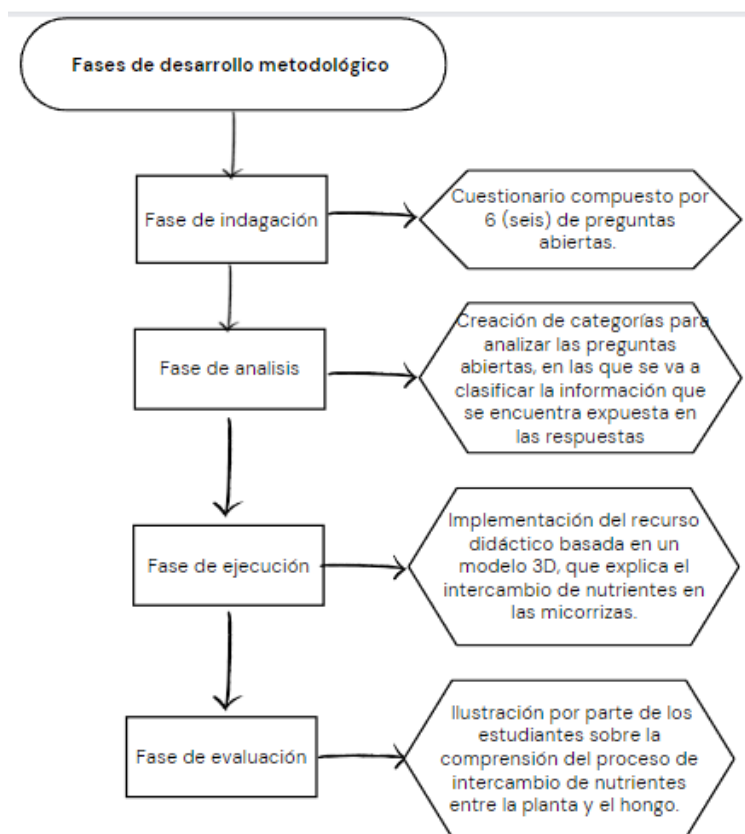 Fases de desarrollo metodológico
Fase de indagación
Cuestionario compuesto por
6 (seis) de preguntas
abiertas.
Fase de analisis
Creación de categorías para
analizar las preguntas
abiertas, en las que se va a
clasificar la información que
se encuentra expuesta en
las respuestas
Fase de ejecución
Implementación del recurso
didáctico basada en un
modelo 3D, que explica el
intercambio de nutrientes en
las micorrizas.
Fase de evaluación
Ilustración por parte de los
estudiantes sobre la
comprensión del proceso de
intercambio de nutrientes
entre la planta y el hongo.